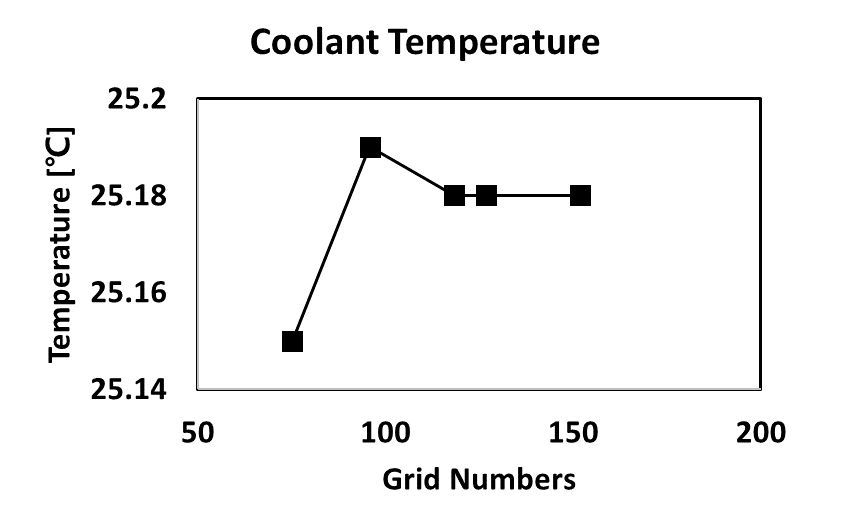 Coolant Temperature
25.2
25.18
25.16
25.14
Temperature [℃]
50 100 150 200
Grid Numbers